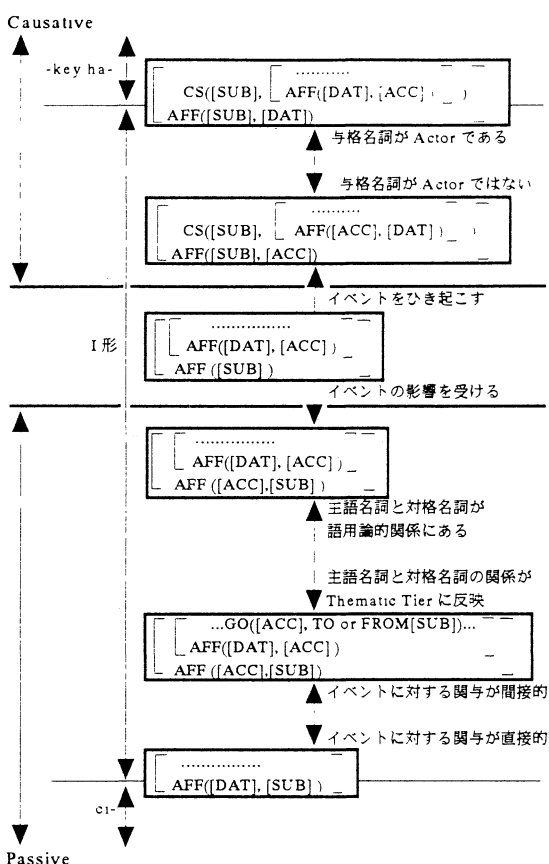 Causative
-key ha-
...........
CS([SUB], AFF([DAT], [ACC] )
AFF([SUB], [DAT])
与格名詞が Actor である
与格名詞が Actor ではない
..........
CS([SUB], AFF([ACC], [DAT] ) )
AFF([SUB], [ACC])
イベントをひき起こす
I 形
................
AFF([DAT], [ACC] )
AFF ([SUB] )
イベントの影響を受ける
................
AFF([DAT], [ACC] )
AFF ([ACC],[SUB] )
主語名詞と対格名詞が
語用論的関係にある
主語名詞と対格名詞の関係が
Thematic Tier に反映
...GO([ACC], TO or FROM[SUB])...
AFF([DAT], [ACC] )
AFF ([ACC],[SUB])
イベントに対する関与が間接的
イベントに対する関与が直接的
................
AFF([DAT], [SUB] )
ci-
Passive